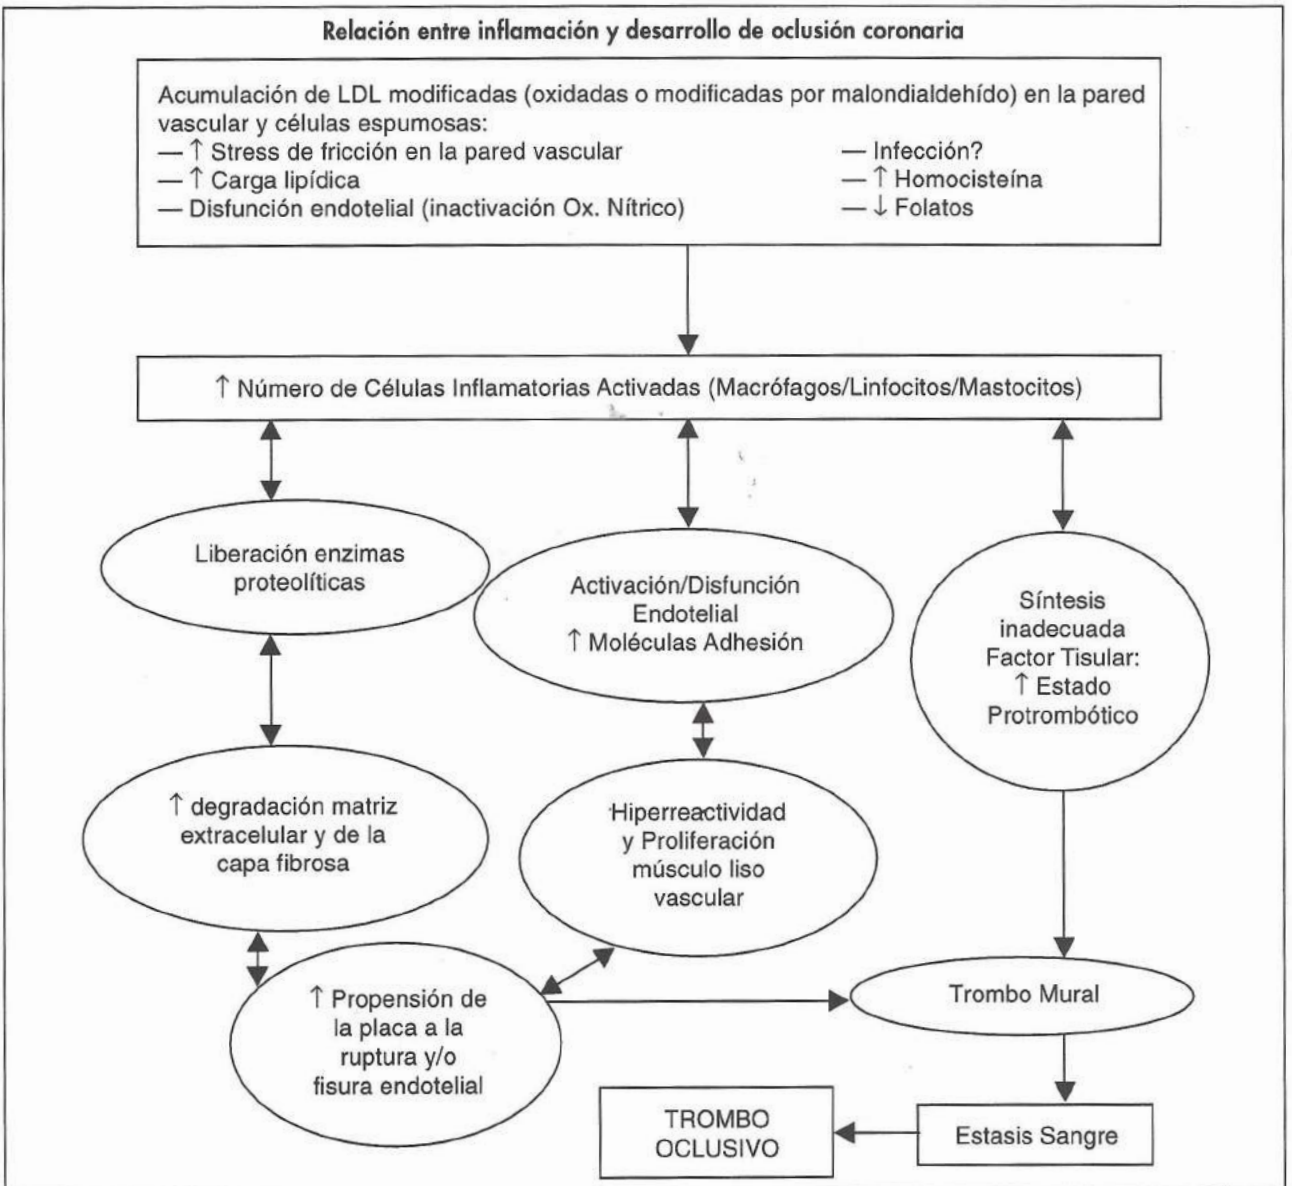 Relación entre inflamación y desarrollo de oclusión coronaria
Acumulación de LDL modificadas (oxidadas o modificadas por malondialdehído) en la pared
vascular y células espumosas:
— ↑ Stress de fricción en la pared vascular
— ↑ Carga lipídica
— Disfunción endotelial (inactivación Ox. Nítrico)
— Infección?
— ↑ Homocisteína
— ↓ Folatos
↑ Número de Células Inflamatorias Activadas (Macrófagos/Linfocitos/Mastocitos)
Liberación enzimas
proteolíticas
Activación/Disfunción
Endotelial
↑ Moléculas Adhesión
Síntesis
inadecuada
Factor Tisular:
↑ Estado
Protrombótico
↑ degradación matriz
extracelular y de la
capa fibrosa
Hiperreactividad
y Proliferación
músculo liso
vascular
↑ Propensión de
la placa a la
ruptura y/o
fisura endotelial
Trombo Mural
Estasis Sangre
TROMBO
OCLUSIVO